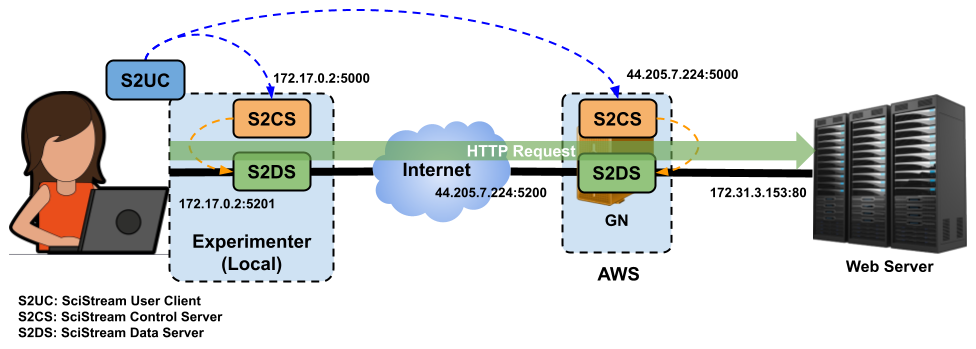 S2UC
172.17.0.2:5000
44.205.7.224:5000
S2CS
S2CS
HTTP Request
S2DS
Internet
S2DS
172.17.0.2:5201
44.205.7.224:5200
172.31.3.153:80
GN
Experimenter
(Local)
AWS
Web Server
S2UC: SciStream User Client
S2CS: SciStream Control Server
S2DS: SciStream Data Server